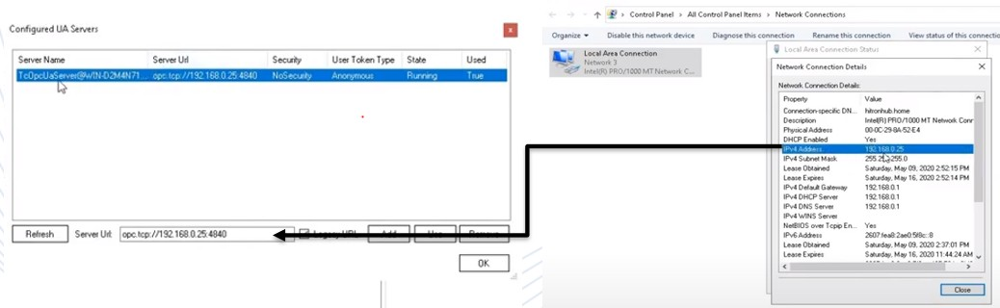 Configured UA Servers
x
Server Name Server Url Security User Token Type State Used
TcOpcUaServer@WIN-D2M4N71... opc.tcp://192.168.0.25:4840 NoSecurity Anonymous Running True
Refresh Server Url: opc.tcp://192.168.0.25:4840 Legacy URL Add Use Remove
OK
Control Panel > All Control Panel Items > Network Connections
Organize Disable this network device Diagnose this connection Rename this connection View status of this connectio
Local Area Connection
Network 3
Intel(R) PRO/1000 MT Network C...
Local Area Connection Status
Network Connection Details
Network Connection Details:
Property Value
Connection-specific DN... hitronhub.home
Description Intel(R) PRO/1000 MT Network Conr
Physical Address 00-0C-29-8A-52-E4
DHCP Enabled Yes
IPv4 Address 192.168.0.25
IPv4 Subnet Mask 255.255.255.0
Lease Obtained Saturday, May 09, 2020 2:52:15 PM
Lease Expires Saturday, May 16, 2020 2:52:14 PM
IPv4 Default Gateway 192.168.0.1
IPv4 DHCP Server 192.168.0.1
IPv4 DNS Server 192.168.0.1
IPv4 WINS Server
NetBIOS over Tcpip En... Yes
IPv6 Address 2607:fea8:2ae0:5f8c::8
Lease Obtained Saturday, May 09, 2020 2:37:01 PM
Lease Expires Saturday, May 16, 2020 11:44:24 AM
Close